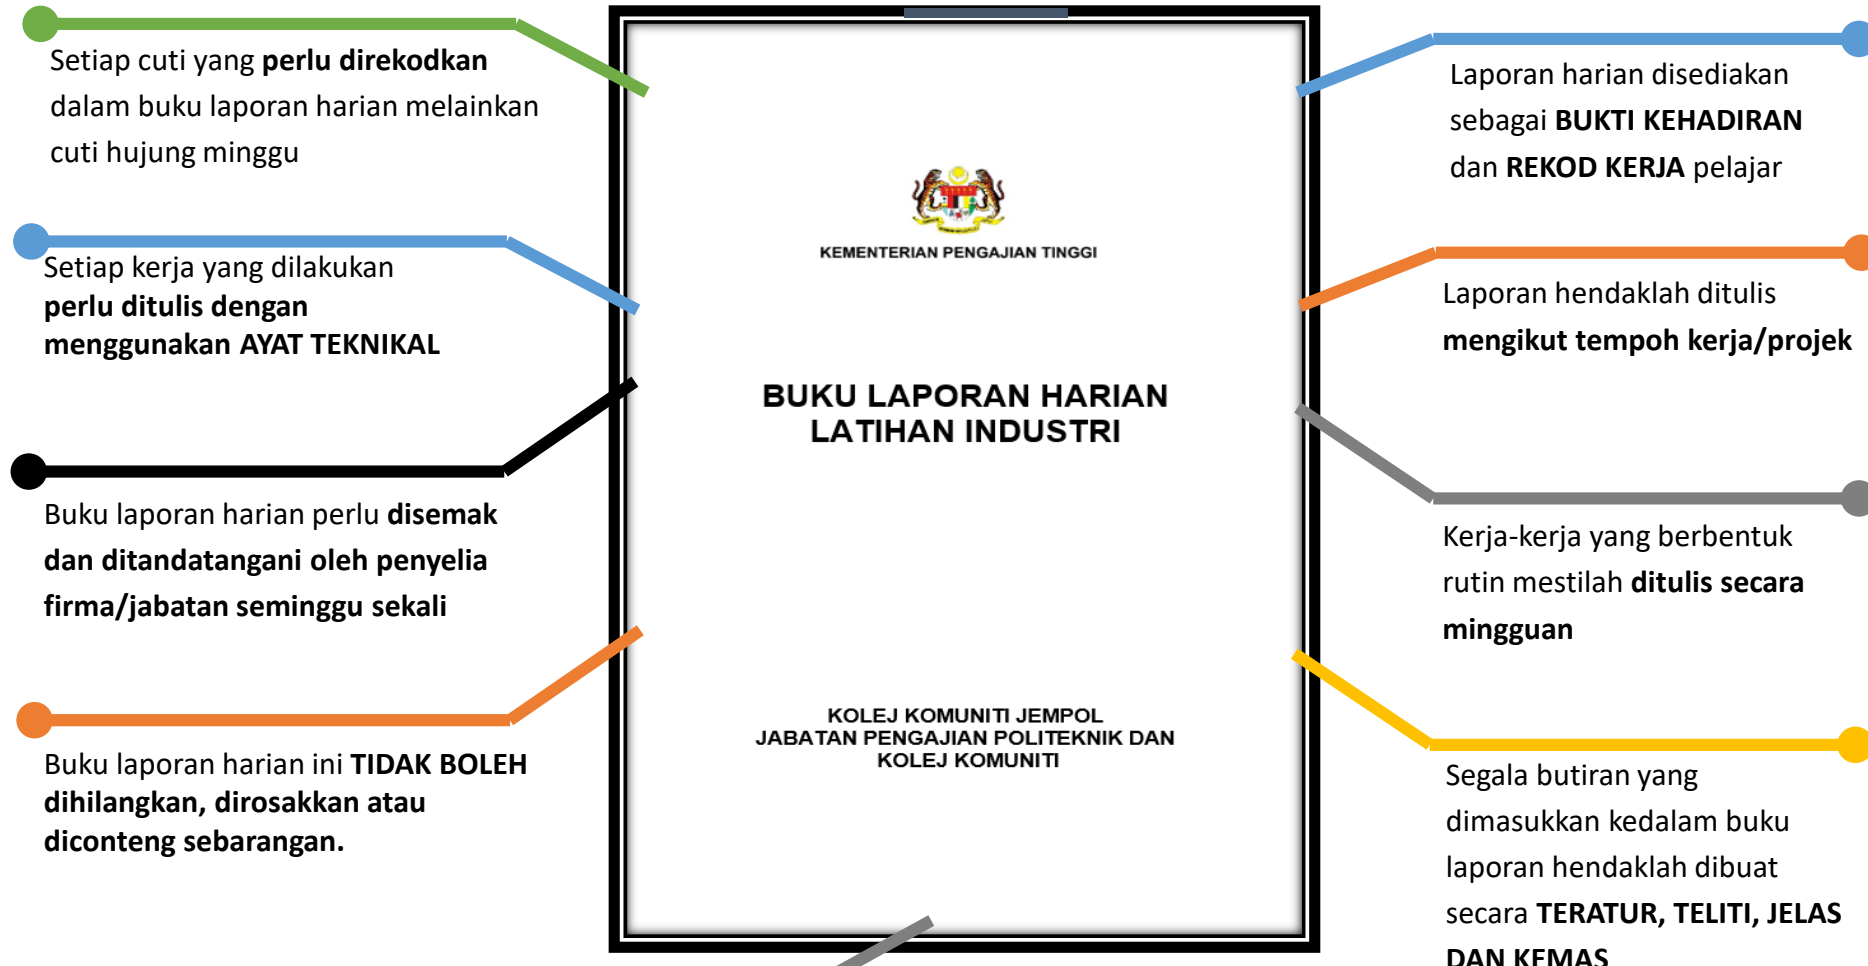 Setiap cuti yang perlu direkodkan
dalam buku laporan harian melainkan
cuti hujung minggu
Setiap kerja yang dilakukan
perlu ditulis dengan
menggunakan AYAT TEKNIKAL
Buku laporan harian perlu disemak
dan ditandatangani oleh penyelia
firma/jabatan seminggu sekali
Buku laporan harian ini TIDAK BOLEH
dihilangkan, dirosakkan atau
diconteng sebarangan.
KEMENTERIAN PENGAJIAN TINGGI
BUKU LAPORAN HARIAN
LATIHAN INDUSTRI
KOLEJ KOMUNITI JEMPOL
JABATAN PENGAJIAN POLITEKNIK DAN
KOLEJ KOMUNITI
Laporan harian disediakan
sebagai BUKTI KEHADIRAN
dan REKOD KERJA pelajar
Laporan hendaklah ditulis
mengikut tempoh kerja/projek
Kerja-kerja yang berbentuk
rutin mestilah ditulis secara
mingguan
Segala butiran yang
dimasukkan kedalam buku
laporan hendaklah dibuat
secara TERATUR, TELITI, JELAS
DAN KEMAS